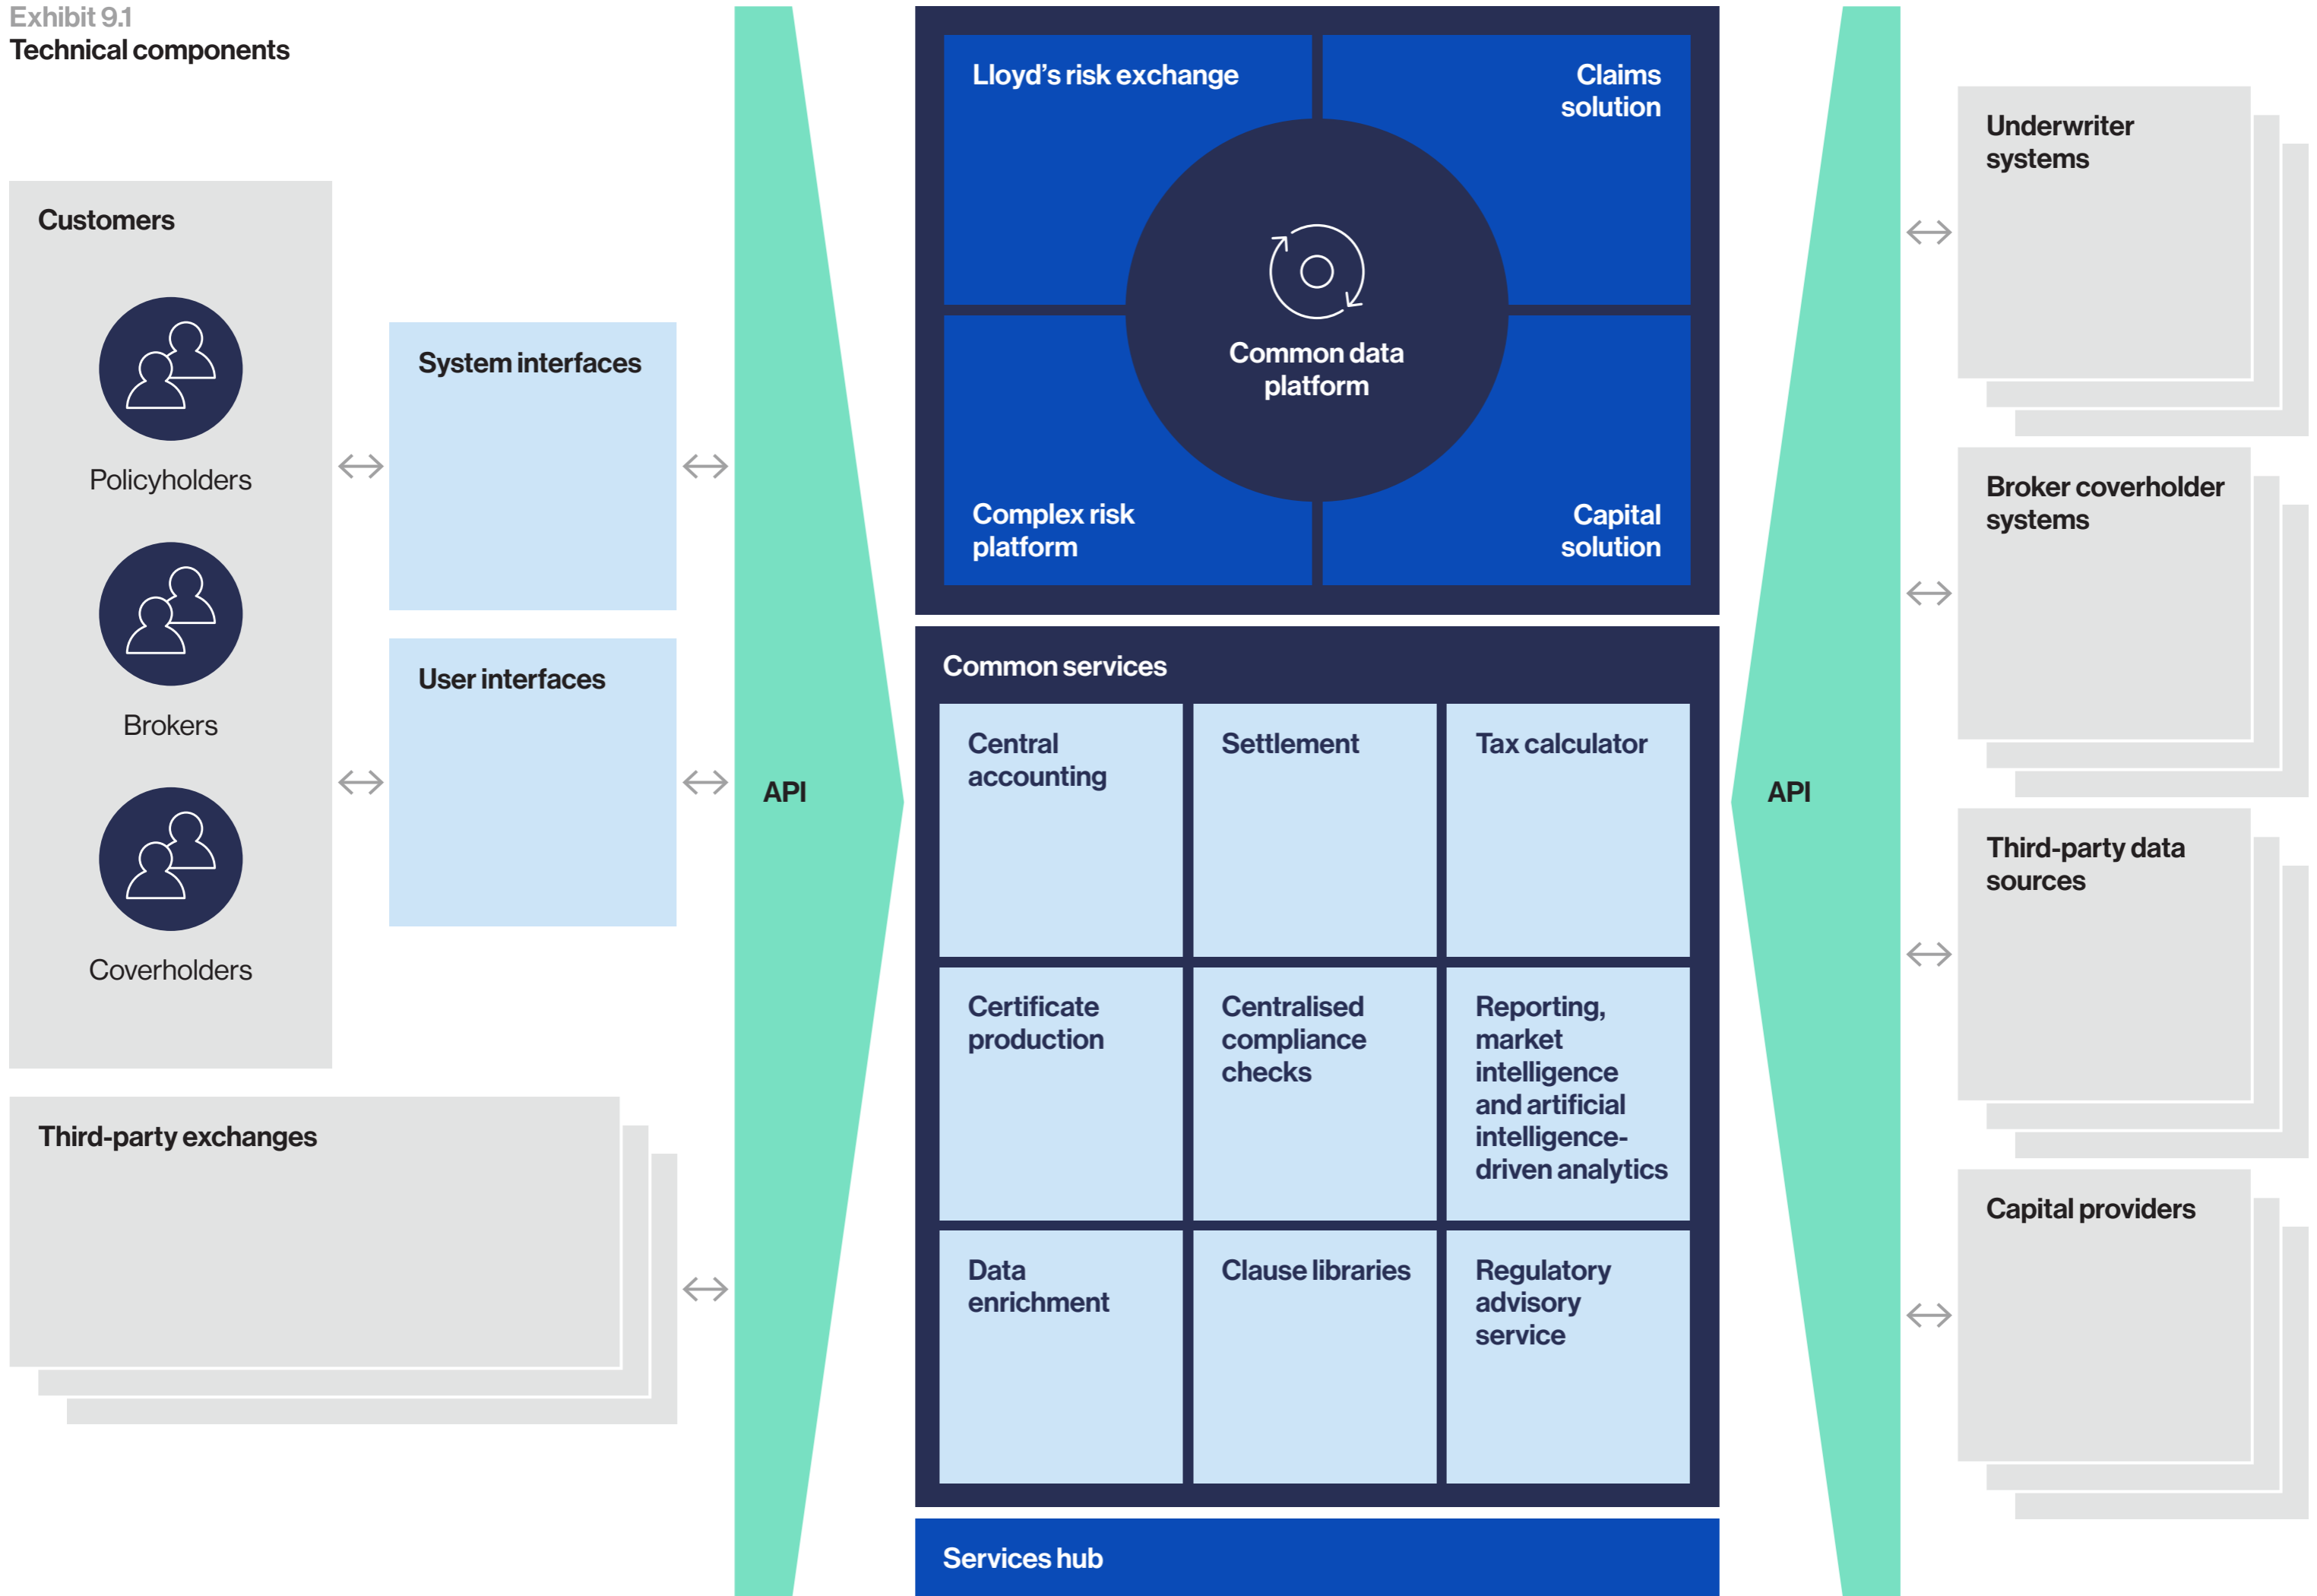 Exhibit 9.1
Technical components
Customers
Policyholders
Brokers
Coverholders
System interfaces
User interfaces
Third-party exchanges
API
Lloyd's risk exchange
Claims
solution
Common data
platform
Complex risk
platform
Capital
solution
Common services
Central
accounting
Settlement
Tax calculator
Certificate
production
Centralised
compliance
checks
Reporting,
market
intelligence
and artificial
intelligence-
driven analytics
Data
enrichment
Clause libraries
Regulatory
advisory
service
Services hub
API
Underwriter
systems
Broker coverholder
systems
Third-party data
sources
Capital providers